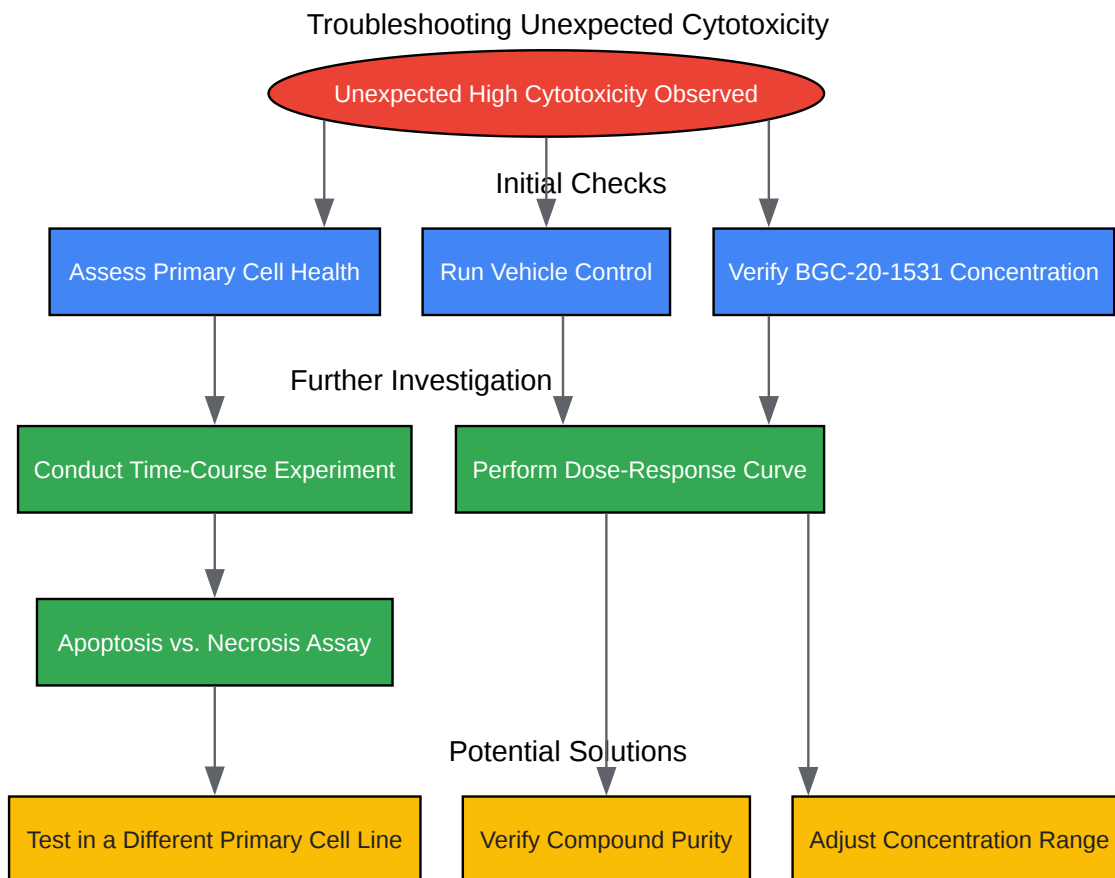 Troubleshooting Unexpected Cytotoxicity
Unexpected High Cytotoxicity Observed
Initial Checks
Assess Primary Cell Health
Run Vehicle Control
Verify BGC-20-1531 Concentration
Further Investigation
Conduct Time-Course Experiment
Perform Dose-Response Curve
Apoptosis vs. Necrosis Assay
Potential Solutions
Test in a Different Primary Cell Line
Verify Compound Purity
Adjust Concentration Range